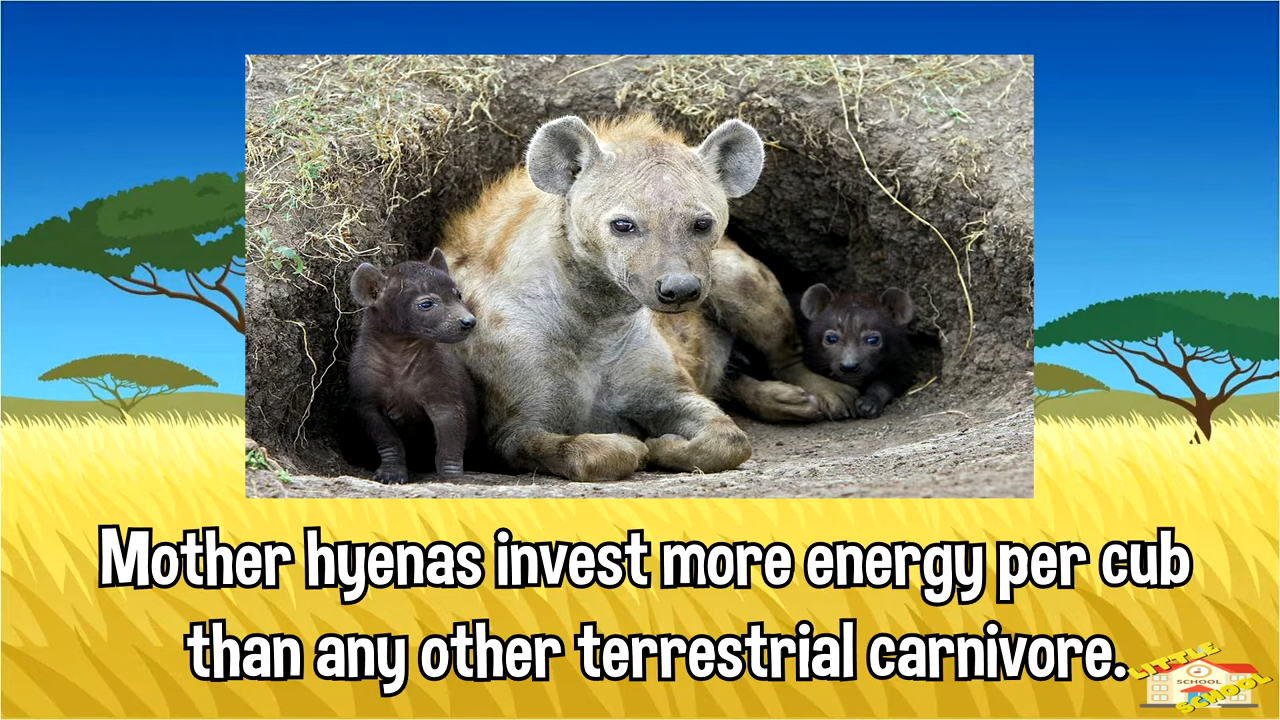 Mother hyenas invest more energy per cub
than any other terrestrial carnivore.
LITTLE
SCHOOL
SCHOOL